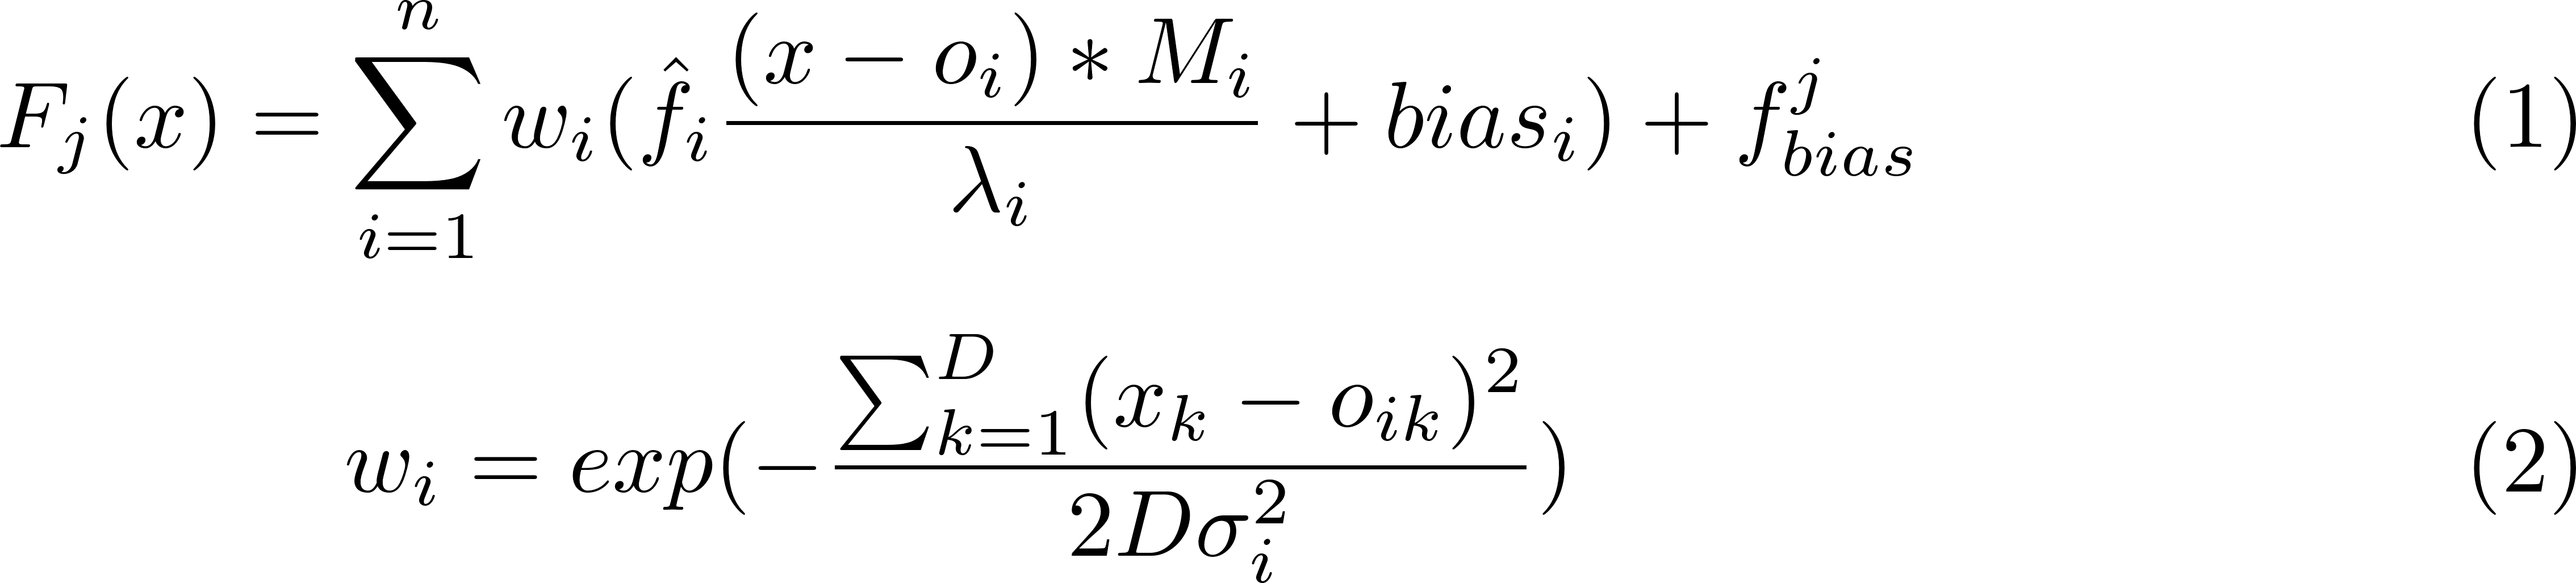 F_j(x) = \sum_{i=1}^{n} w_i(\hat{f}_i \frac{(x - o_i) * M_i}{\lambda_i} + bias_i) + f_{bias}^{j} (1)
w_i = exp(-\frac{\sum_{k=1}^{D}(x_k - o_{ik})^2}{2D\sigma_i^2}) (2)